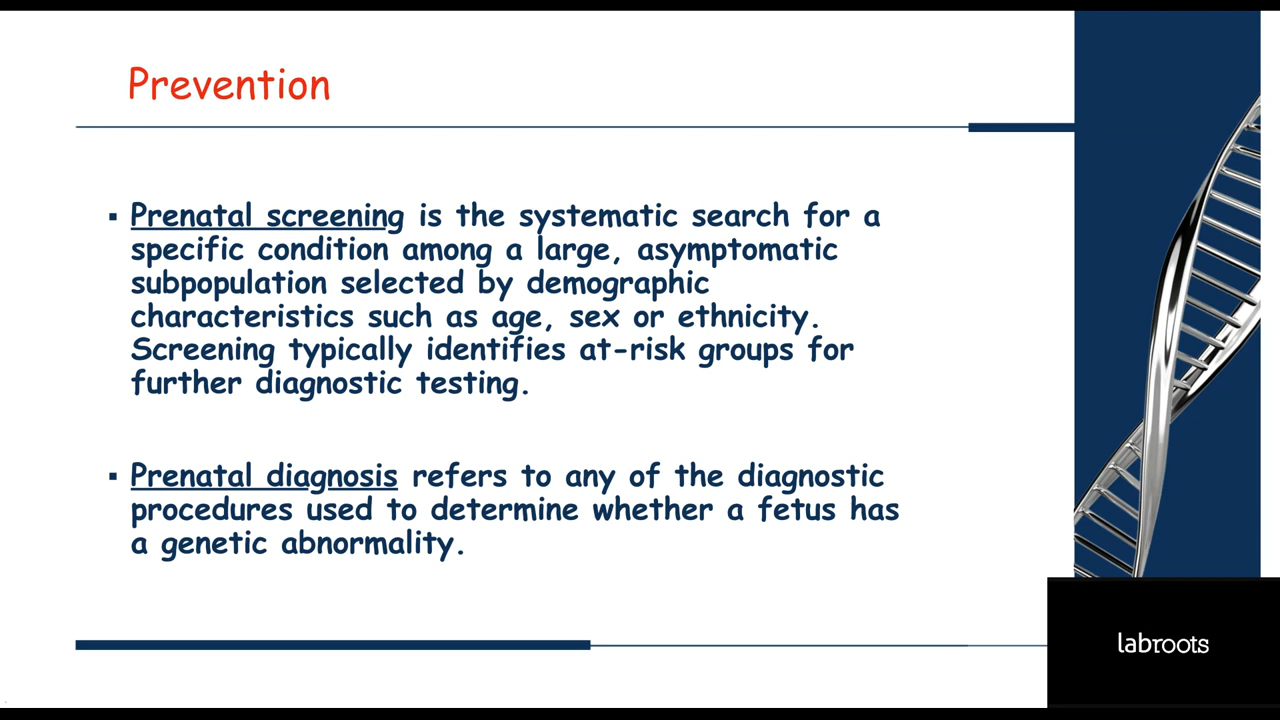 Prevention
▪ Prenatal screening is the systematic search for a
specific condition among a large, asymptomatic
subpopulation selected by demographic
characteristics such as age, sex or ethnicity.
Screening typically identifies at-risk groups for
further diagnostic testing.
▪ Prenatal diagnosis refers to any of the diagnostic
procedures used to determine whether a fetus has
a genetic abnormality.
labroots